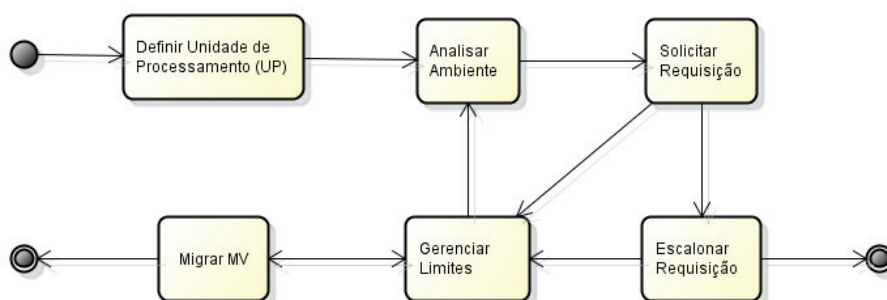 Definir Unidade de
Processamento (UP)
Analisar
Ambiente
Solicitar
Requisição
Migrar MV
Gerenciar
Limites
Escalonar
Requisição